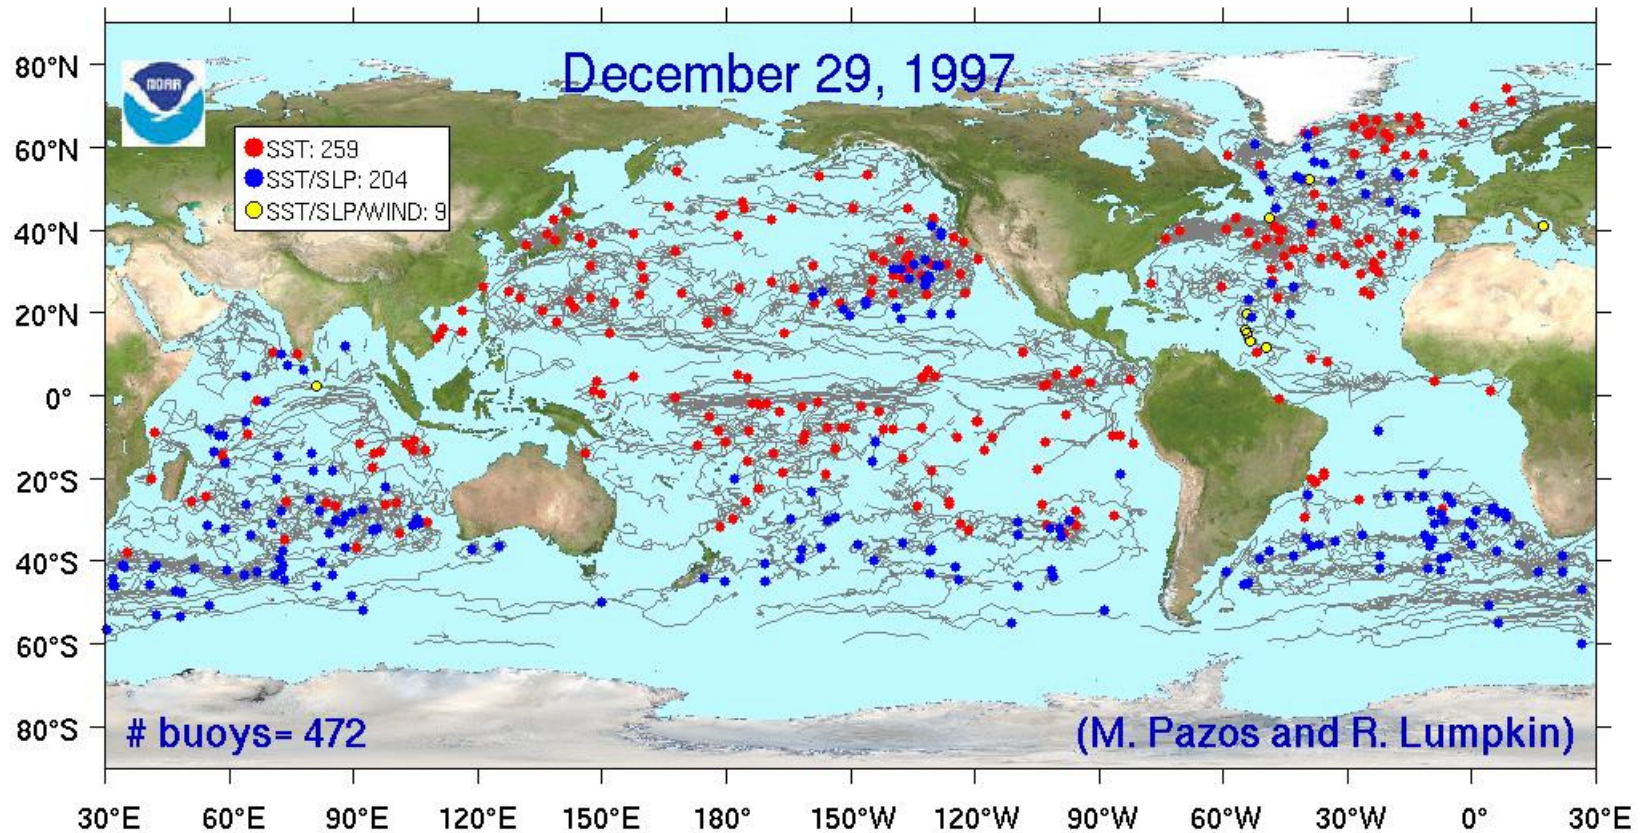 December 29, 1997
NOAA
SST: 259
SST/SLP: 204
SST/SLP/WIND: 9
80°N
60°N
40°N
20°N
0°
20°S
40°S
60°S
80°S
# buoys= 472
(M. Pazos and R. Lumpkin)
30°E 60°E 90°E 120°E 150°E 180° 150°W 120°W 90°W 60°W 30°W 0° 30°E